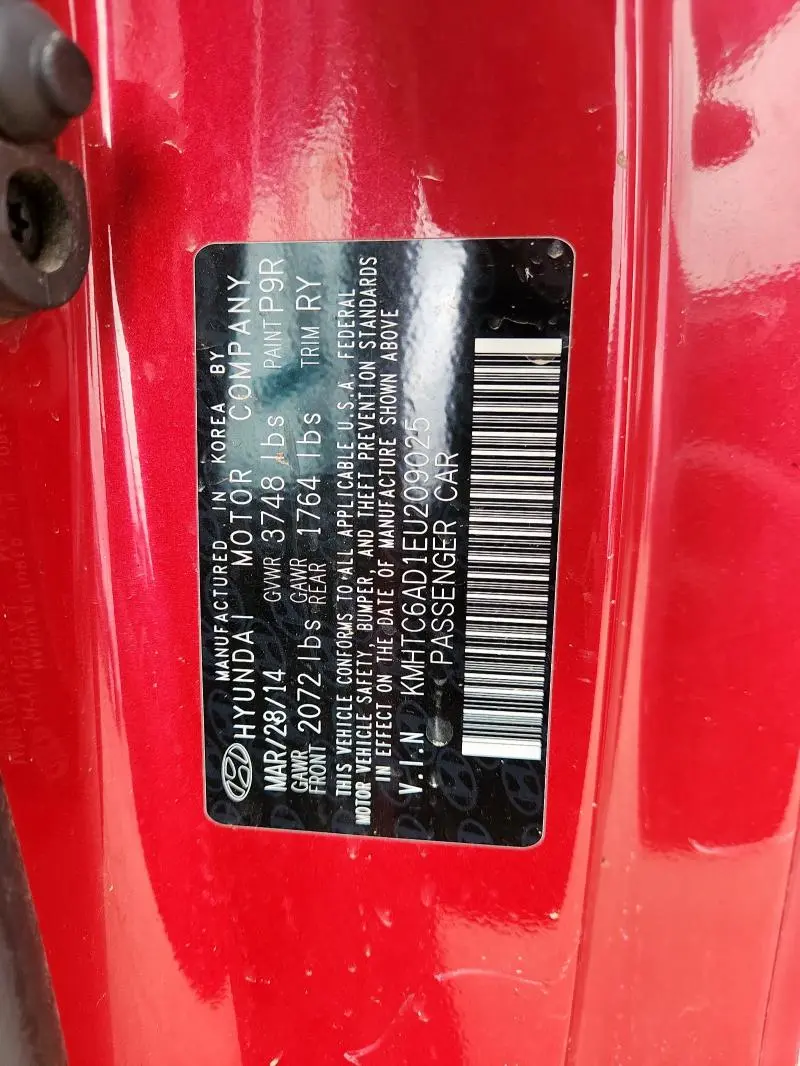 MANUFACTURED IN KOREA BY
HYUNDAI MOTOR COMPANY
MAR/28/14 GVWR 3748 lbs PAINT P9R
GAWR FRONT 2072 lbs GAWR REAR 1764 lbs TRIM RY
THIS VEHICLE CONFORMS TO ALL APPLICABLE U.S.A. FEDERAL
MOTOR VEHICLE SAFETY, BUMPER, AND THEFT PREVENTION STANDARDS
IN EFFECT ON THE DATE OF MANUFACTURE SHOWN ABOVE
V.I.N KMHTC6AD1EU209025
PASSENGER CAR